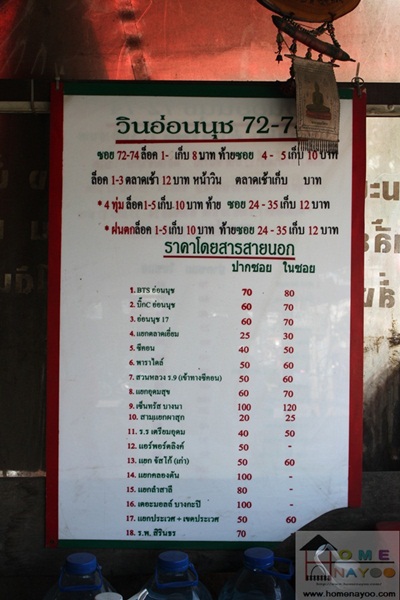 วินอ่อนนุช 72-7
ซอย 72-74 ล็อค 1- เก็บ 8 บาท ท้ายซอย 4 - 5 เก็บ 10 บาท
ล็อค 1-3 ตลาดเช้า 12 บาท หน้าวิน ตลาดเช้าเก็บ บาท
* 4 ทุ่ม ล็อค 1-5 เก็บ 10 บาท ท้าย ซอย 24 - 35 เก็บ 12 บาท
* ฝนตกล็อค 1-5 เก็บ 10 บาท ท้ายซอย 24 - 35 เก็บ 12 บาท
ราคาโดยสารสายนอก
ปากซอย ในซอย
1. BTS อ่อนนุช 70 80
2. บิ๊กC อ่อนนุช 60 70
3. อ่อนนุช 17 60 70
4. แยกตลาดเอี่ยม 25 30
5. ซีคอน 40 50
6. พาราไดส์ 50 60
7. สวนหลวง ร.9 (เข้าทางซีคอน) 50 60
8. แยกอุดมสุข 60 70
9. เซ็นทรัล บางนา 100 120
10. สามแยกผาสุก 20 25
11. ร.ร เตรียมอุดม 40 50
12. แอร์พอร์ตลิงค์ 50 -
13. แยก จัสโก้ (เก่า) 50 60
14. แยกคลองตัน 100 -
15. แยกลำสาลี 80 -
16. เดอะมอลล์ บางกะปิ 100 -
17. แยกประเวศ + เขตประเวศ 50 60
18. ร.พ. สิรินธร 70
HOME
NAYOO
www.homenayoo.com